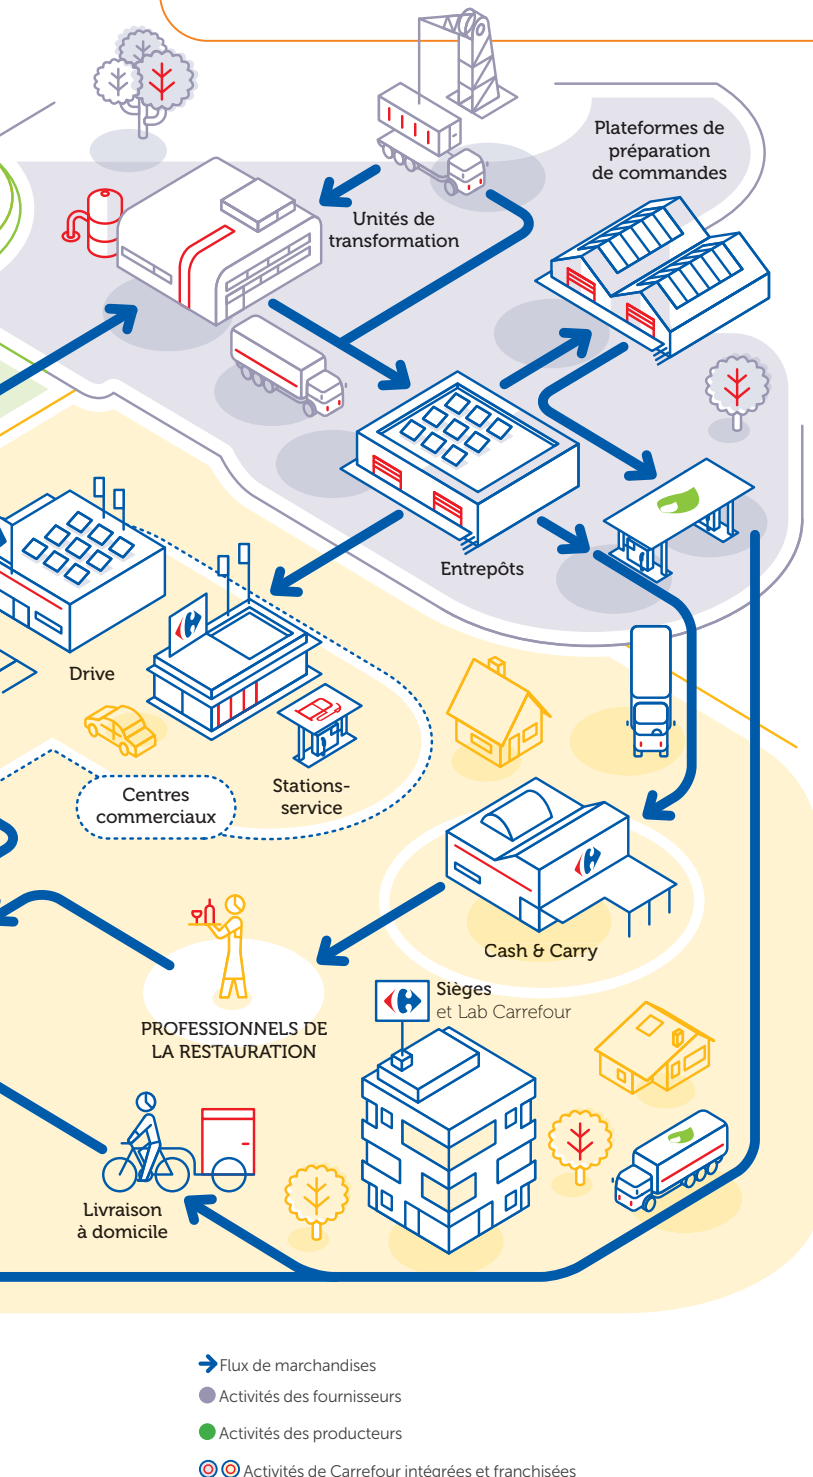 Plateformes de
préparation
de commandes
Unités de
transformation
Entrepôts
Drive
Stations-
service
Centres
commerciaux
Cash & Carry
Sièges
et Lab Carrefour
PROFESSIONNELS DE
LA RESTAURATION
Livraison
à domicile
Flux de marchandises
Activités des fournisseurs
Activités des producteurs
Activités de Carrefour intégrées et franchisées